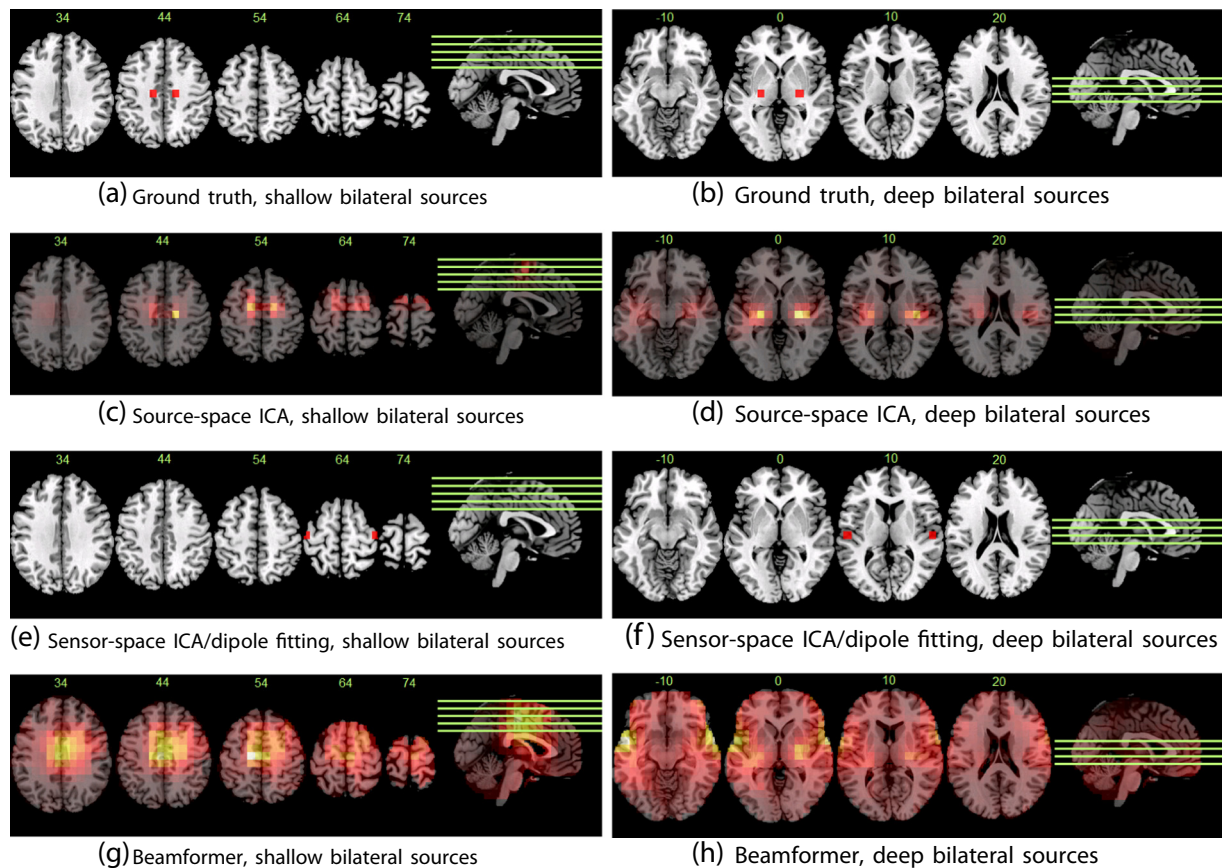 34 44 54 64 74
-10 0 10 20
(a) Ground truth, shallow bilateral sources
(b) Ground truth, deep bilateral sources
34 44 54 64 74
-10 0 10 20
(c) Source-space ICA, shallow bilateral sources
(d) Source-space ICA, deep bilateral sources
34 44 54 64 74
-10 0 10 20
(e) Sensor-space ICA/dipole fitting, shallow bilateral sources
(f) Sensor-space ICA/dipole fitting, deep bilateral sources
34 44 54 64 74
-10 0 10 20
(g) Beamformer, shallow bilateral sources
(h) Beamformer, deep bilateral sources